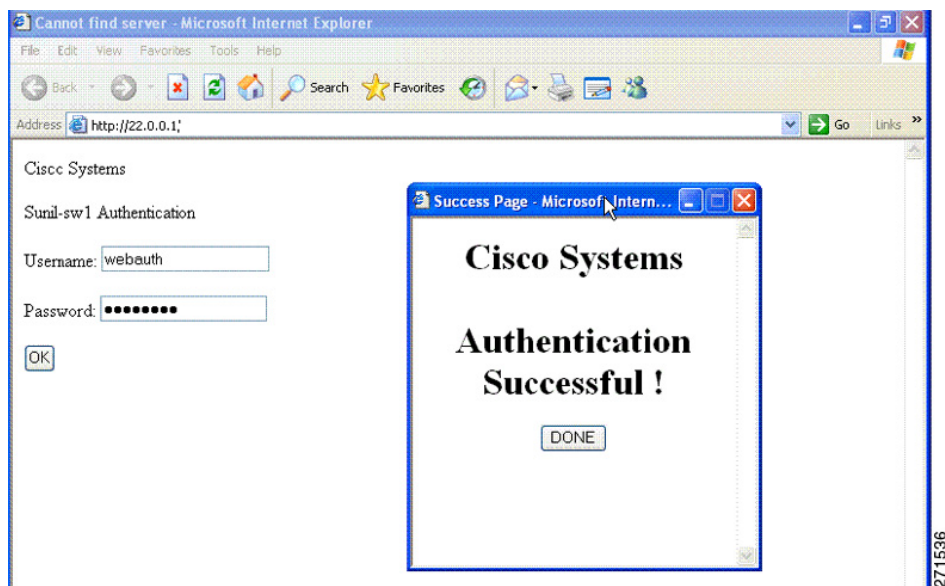 Cannot find server - Microsoft Internet Explorer
File Edit View Favorites Tools Help
Back Search Favorites
Address http://22.0.0.1,' Go Links »
Ciscc Systems
Sunil-sw1 Authentication
Username: webauth
Password: ●●●●●●●●
OK
Success Page - Microsoft Intern...
Cisco Systems
Authentication
Successful !
DONE
271536